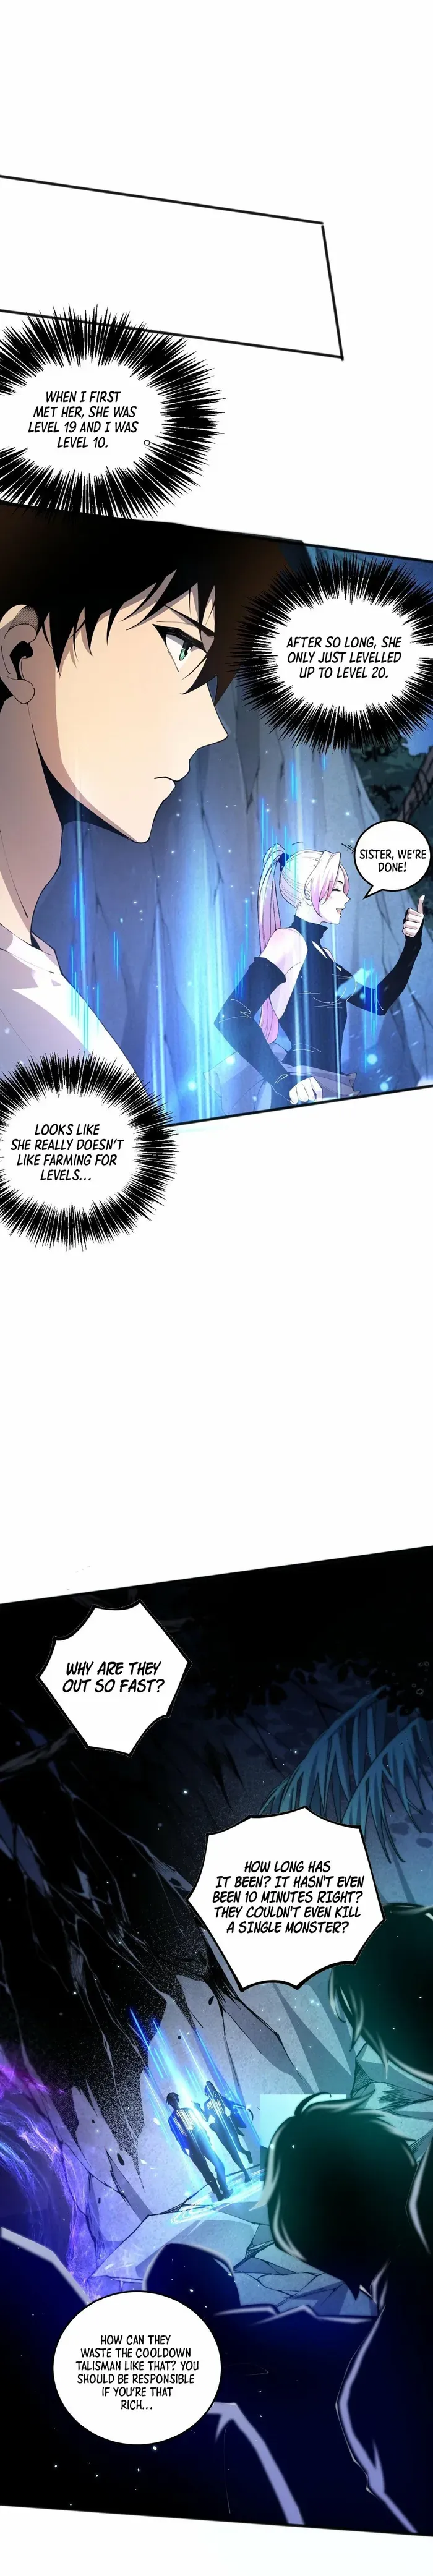 WHEN I FIRST
MET HER, SHE WAS
LEVEL 19 AND I WAS
LEVEL 10.
AFTER SO LONG, SHE
ONLY JUST LEVELLED
UP TO LEVEL 20.
SISTER, WE'RE
DONE!
LOOKS LIKE
SHE REALLY DOESN'T
LIKE FARMING FOR
LEVELS...
WHY ARE THEY
OUT SO FAST?
HOW LONG HAS
IT BEEN? IT HASN'T EVEN
BEEN 10 MINUTES RIGHT?
THEY COULDN'T EVEN KILL
A SINGLE MONSTER?
HOW CAN THEY
WASTE THE COOLDOWN
TALISMAN LIKE THAT? YOU
SHOULD BE RESPONSIBLE
IF YOU'RE THAT
RICH...